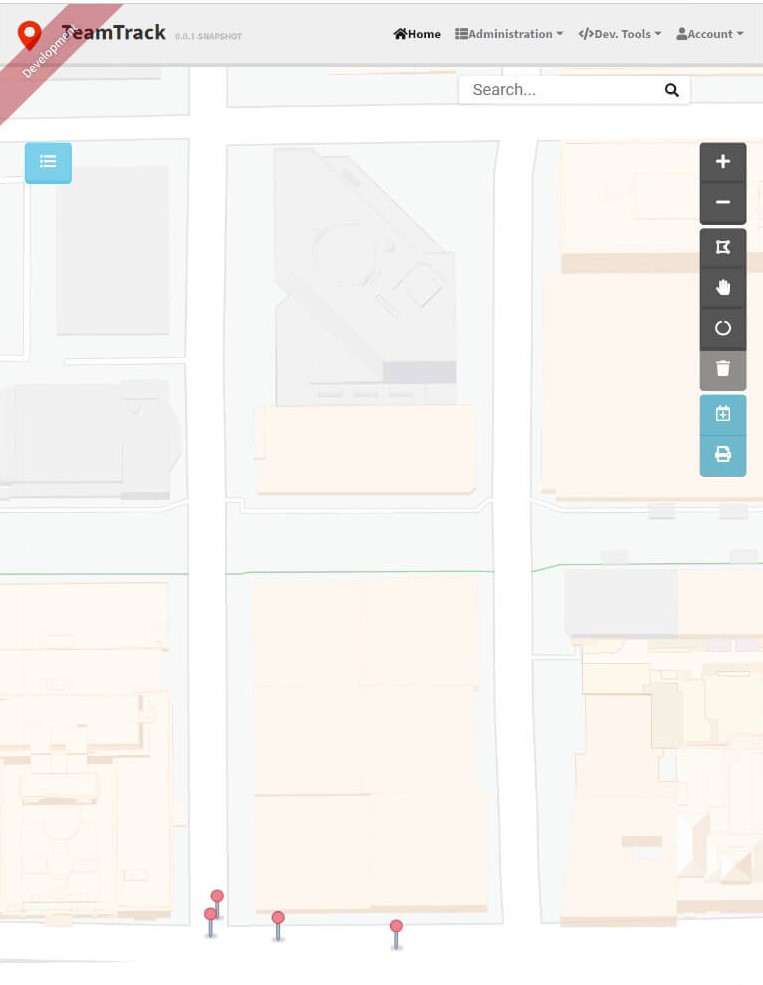 Development
TeamTrack 0.0.1-SNAPSHOT
Home Administration Dev. Tools Account
Search...